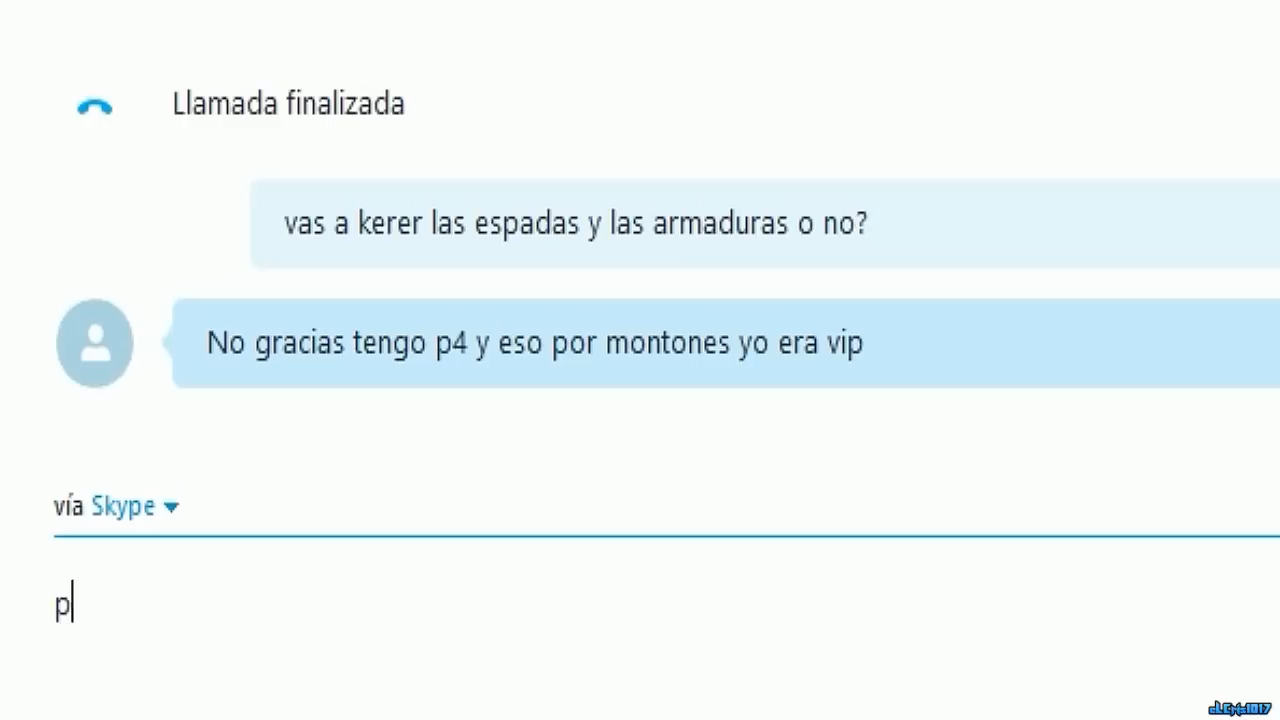 Llamada finalizada
vas a kerer las espadas y las armaduras o no?
No gracias tengo p4 y eso por montones yo era vip
vía Skype
p